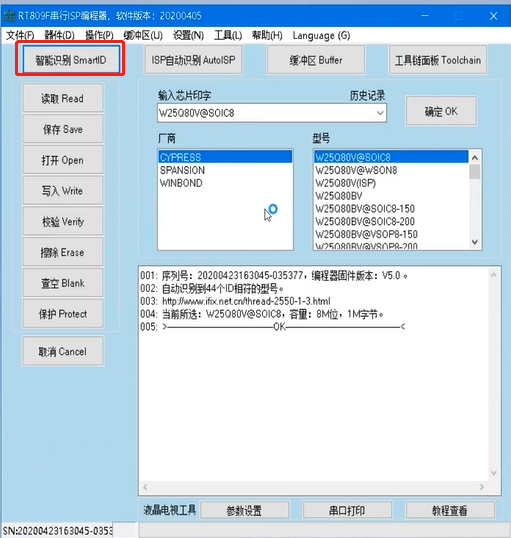 RT809F串行ISP编程器，软件版本：20200405
文件(F) 器件(D) 操作(P) 缓冲区(U) 设置(N) 工具(L) 帮助(H) Language (G)
智能识别 SmartID ISP自动识别 AutoISP 缓冲区 Buffer 工具链面板 Toolchain
读取 Read
保存 Save
打开 Open
写入 Write
校验 Verify
擦除 Erase
查空 Blank
保护 Protect
取消 Cancel
输入芯片印字 历史记录
W25Q80V@SOIC8
确定 OK
厂商
CYPRESS
SPANSION
WINBOND
型号
W25Q80V@SOIC8
W25Q80V@WSON8
W25Q80V(ISP)
W25Q80BV
W25Q80BV@SOIC8-150
W25Q80BV@SOIC8-200
W25Q80BV@VSOP8-150
W25Q80BV@VSOP8-200
001: 序列号：20200423163045-035377，编程器固件版本：V5.0 。
002: 自动识别到44个ID相符的型号。
003: http://www.ifix.net.cn/thread-2550-1-3.html
004: 当前所选：W25Q80V@SOIC8，容量：8M位，1M字节。
005: >——————————OK——————————<
液晶电视工具 参数设置 串口打印 教程查看
SN:20200423163045-0353